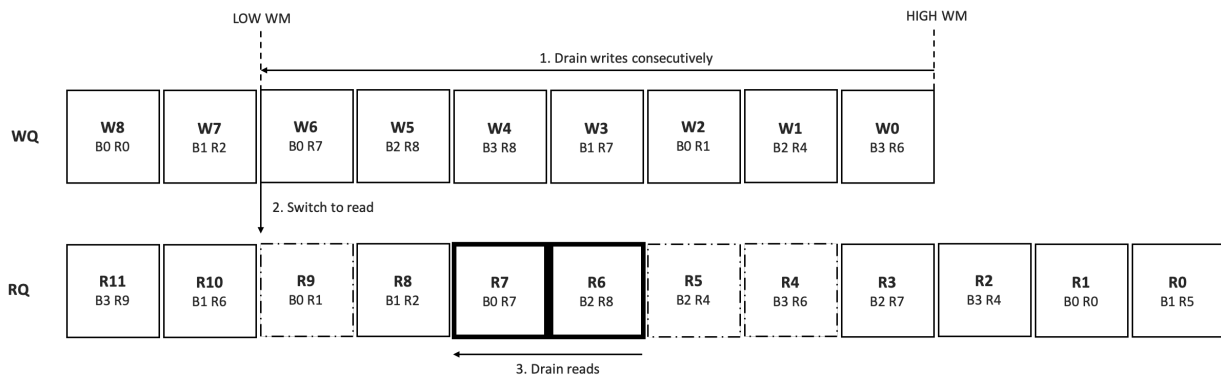 LOW WM
HIGH WM
1. Drain writes consecutively
WQ
W8
B0 R0
W7
B1 R2
W6
B0 R7
W5
B2 R8
W4
B3 R8
W3
B1 R7
W2
B0 R1
W1
B2 R4
W0
B3 R6
2. Switch to read
RQ
R11
B3 R9
R10
B1 R6
R9
B0 R1
R8
B1 R2
R7
B0 R7
R6
B2 R8
R5
B2 R4
R4
B3 R6
R3
B2 R7
R2
B3 R4
R1
B0 R0
R0
B1 R5
3. Drain reads